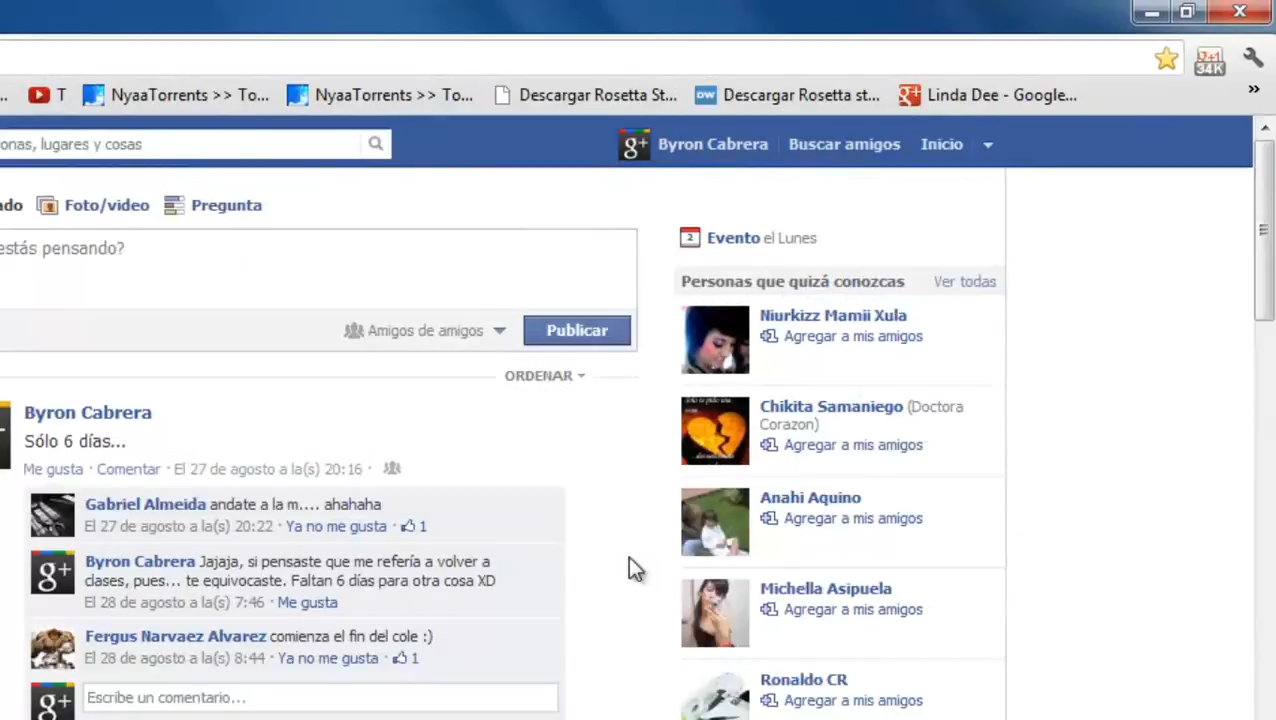 g+1
34K
...
T
NyaaTorrents >> To...
NyaaTorrents >> To...
Descargar Rosetta St...
DW
Descargar Rosetta st...
g+
Linda Dee - Google...
»
onas, lugares y cosas
g+
Byron Cabrera
Buscar amigos
Inicio
ado
Foto/video
Pregunta
estás pensando?
Amigos de amigos
Publicar
ORDENAR
Byron Cabrera
Sólo 6 días...
Me gusta · Comentar · El 27 de agosto a la(s) 20:16 ·
Gabriel Almeida andate a la m.... ahahaha
El 27 de agosto a la(s) 20:22 · Ya no me gusta · 1
g+
Byron Cabrera Jajaja, si pensaste que me refería a volver a
clases, pues... te equivocaste. Faltan 6 días para otra cosa XD
El 28 de agosto a la(s) 7:46 · Me gusta
Fergus Narvaez Alvarez comienza el fin del cole :)
El 28 de agosto a la(s) 8:44 · Ya no me gusta · 1
g+
Escribe un comentario...
2
Evento el Lunes
Personas que quizá conozcas
Ver todas
Niurkizz Mamii Xula
Agregar a mis amigos
Chikita Samaniego (Doctora
Corazon)
Agregar a mis amigos
Anahi Aquino
Agregar a mis amigos
Michella Asipuela
Agregar a mis amigos
Ronaldo CR
Agregar a mis amigos